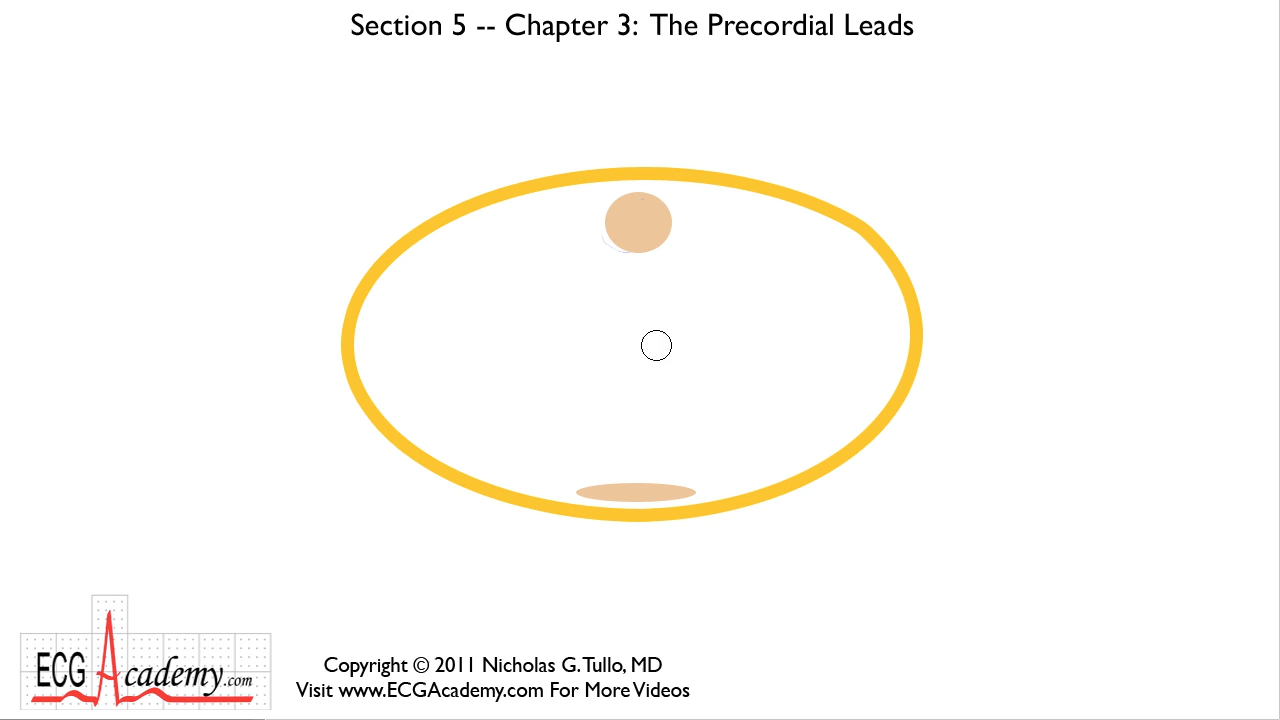 Section 5 -- Chapter 3: The Precordial Leads
ECG Academy.com
Copyright © 2011 Nicholas G. Tullo, MD
Visit www.ECGAcademy.com For More Videos